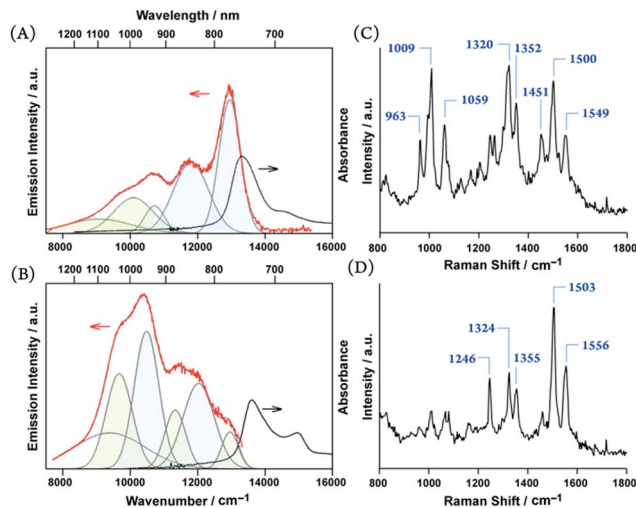 Wavelength / nm
(A)
1200 1100 1000 900 800 700
Emission Intensity / a.u.
Absorbance
8000 10000 12000 14000 16000
(B)
1200 1100 1000 900 800 700
Emission Intensity / a.u.
Absorbance
8000 10000 12000 14000 16000
Wavenumber / cm⁻¹
(C)
1009 1320 1352 1500
963 1059 1451 1549
Intensity / a.u.
800 1000 1200 1400 1600 1800
Raman Shift / cm⁻¹
(D)
1503
1324
1246 1355 1556
Intensity / a.u.
800 1000 1200 1400 1600 1800
Raman Shift / cm⁻¹